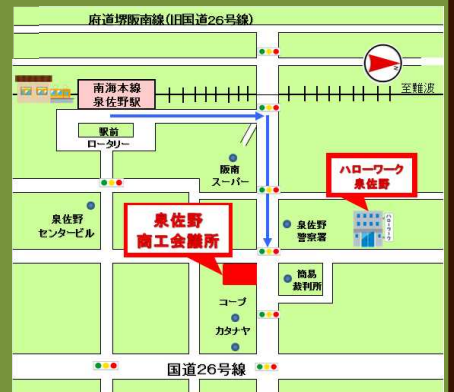 府道堺阪南線(旧国道26号線)
南海本線
泉佐野駅
至難波
駅前
ロータリー
阪南
スーパー
ハローワーク
泉佐野
泉佐野
センタービル
泉佐野
商工会議所
泉佐野
警察署
簡易
裁判所
コープ
カタナヤ
国道26号線